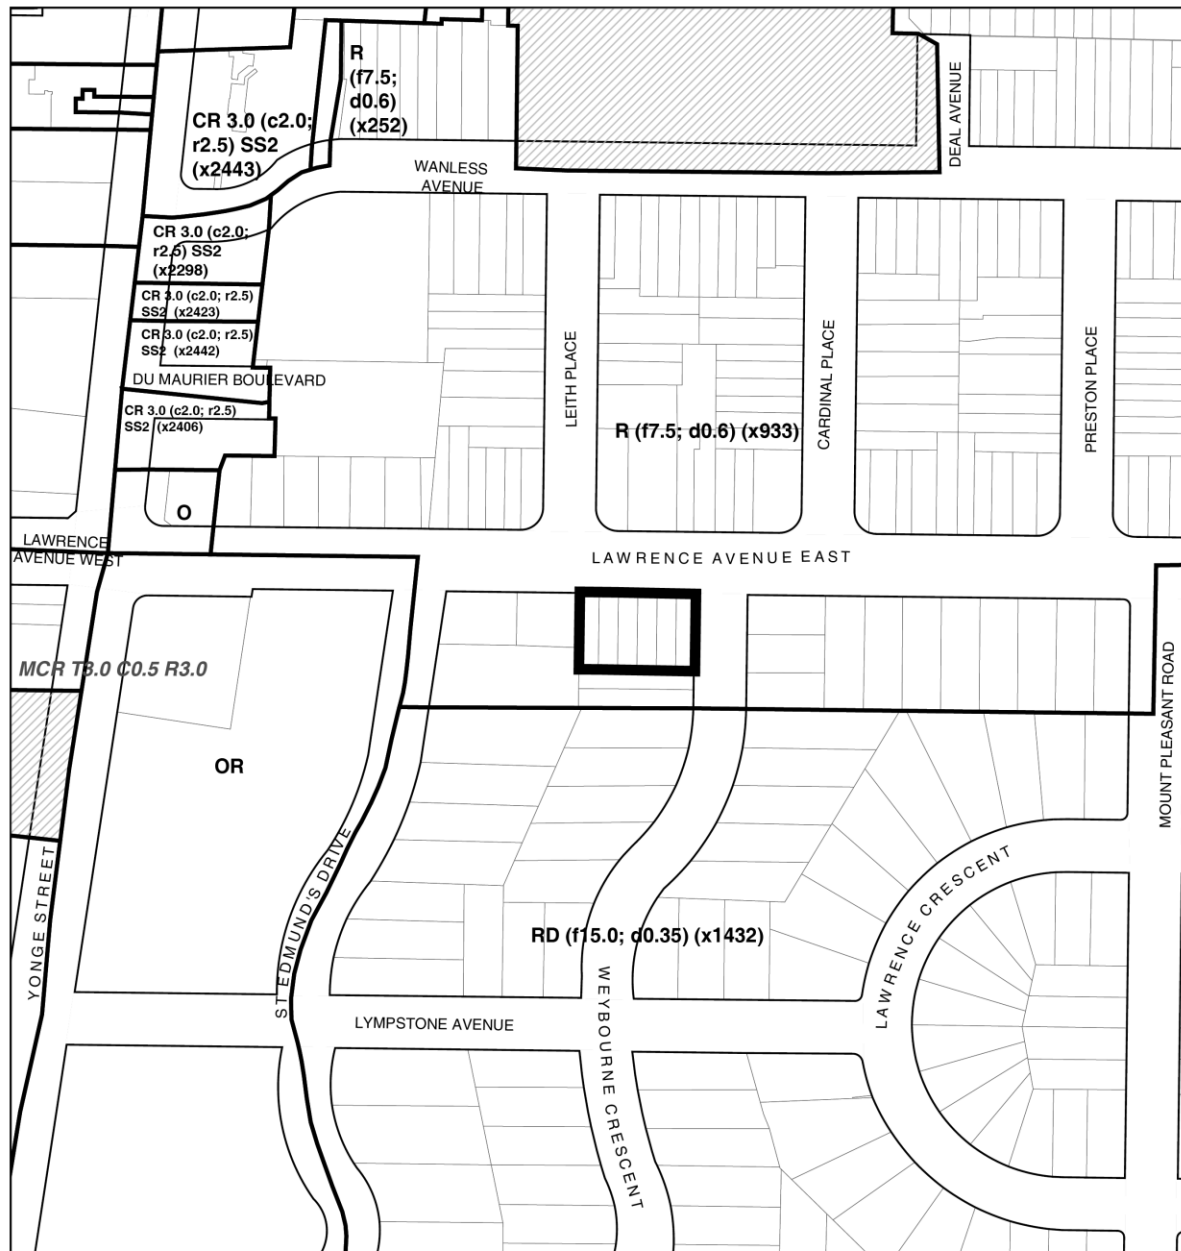 R
(f7.5;
d0.6)
(x252)
CR 3.0 (c2.0;
r2.5) SS2
(x2443)
DEAL AVENUE
WANLESS
AVENUE
CR 3.0 (c2.0;
r2.5) SS2
(x2298)
CR 3.0 (c2.0; r2.5)
SS2 (x2423)
CR 3.0 (c2.0; r2.5)
SS2 (x2442)
DU MAURIER BOULEVARD
CR 3.0 (c2.0; r2.5)
SS2 (x2406)
LEITH PLACE
CARDINAL PLACE
PRESTON PLACE
R (f7.5; d0.6) (x933)
O
LAWRENCE
AVENUE WEST
LAWRENCE AVENUE EAST
MCR T3.0 C0.5 R3.0
MOUNT PLEASANT ROAD
OR
YONGE STREET
ST EDMUND'S DRIVE
LAWRENCE CRESCENT
RD (f15.0; d0.35) (x1432)
LYMPSTONE AVENUE
WEYBOURNE CRESCENT